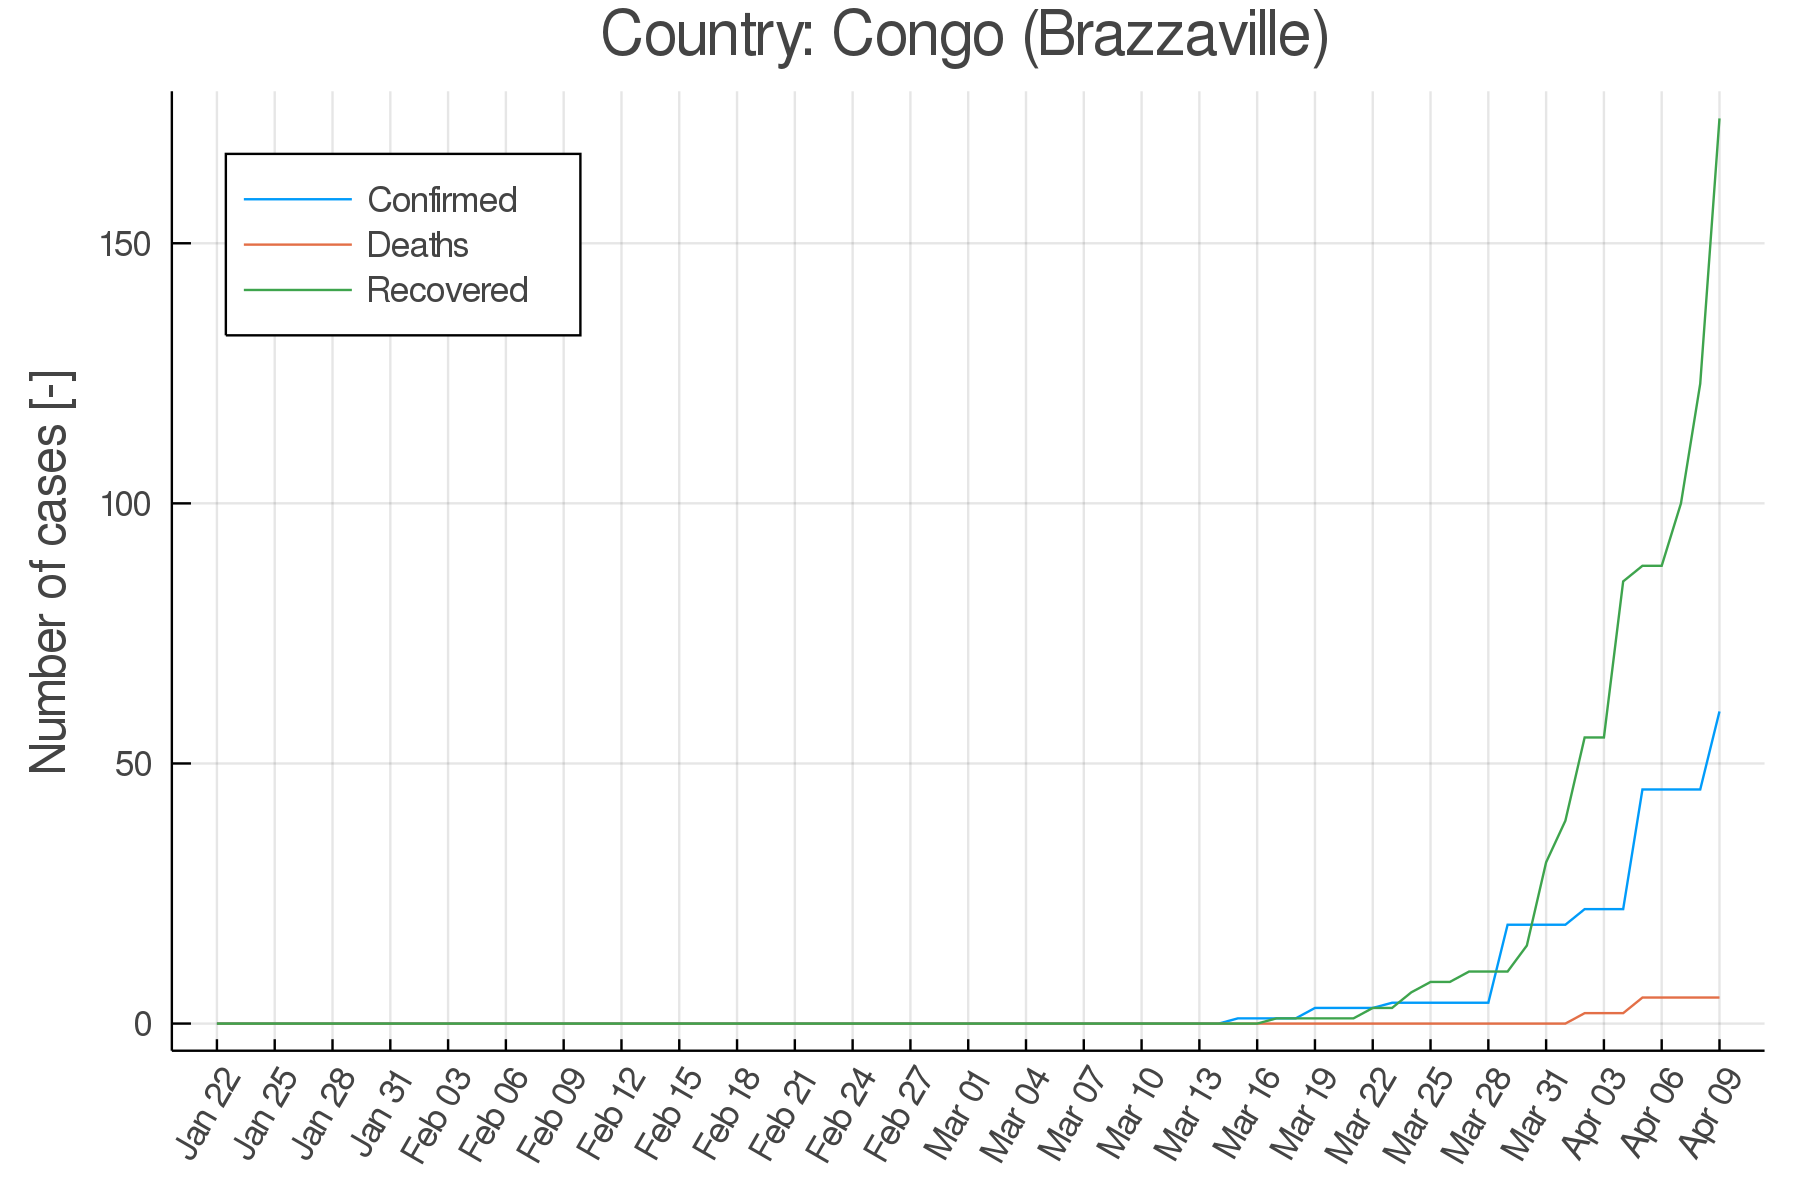 Country: Congo (Brazzaville)
Confirmed
Deaths
Recovered
Number of cases [-]
150
100
50
0
Jan 22
Jan 25
Jan 28
Jan 31
Feb 03
Feb 06
Feb 09
Feb 12
Feb 15
Feb 18
Feb 21
Feb 24
Feb 27
Mar 01
Mar 04
Mar 07
Mar 10
Mar 13
Mar 16
Mar 19
Mar 22
Mar 25
Mar 28
Mar 31
Apr 03
Apr 06
Apr 09